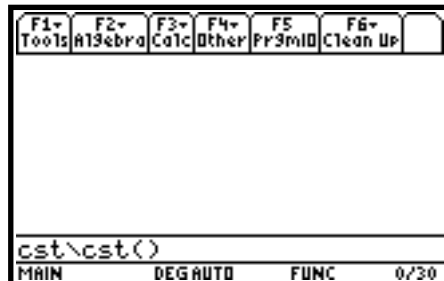 F1▾ F2▾ F3▾ F4▾ F5 F6▾
Tools Algebra Calc Other PrgmIO Clean Up
cst\cst()
MAIN DEG AUTO FUNC 0/30